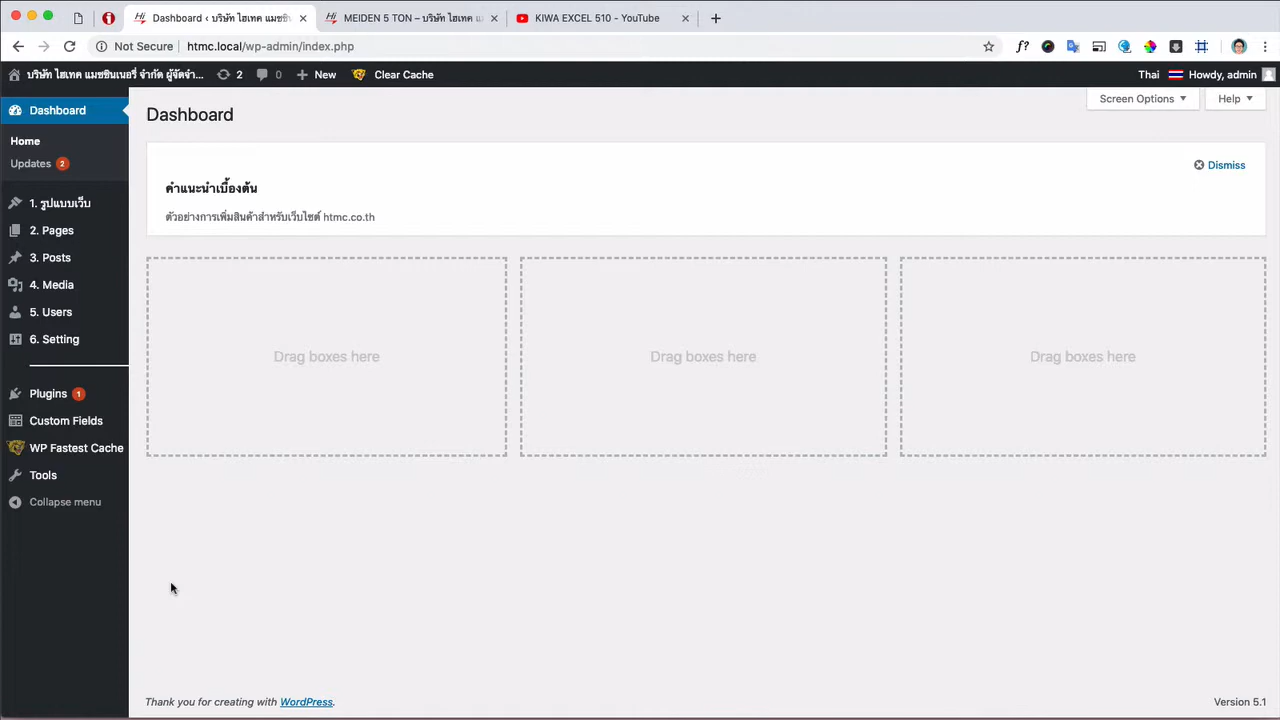 Dashboard ‹ บริษัท ไฮเทค แมชชิน
MEIDEN 5 TON – บริษัท ไฮเทค แม
KIWA EXCEL 510 - YouTube
Not Secure
htmc.local/wp-admin/index.php
f?
บริษัท ไฮเทค แมชชินเนอรี่ จำกัด ผู้จัดจำ...
2
0
New
Clear Cache
Thai
Howdy, admin
Dashboard
Home
Updates 2
1. รูปแบบเว็บ
2. Pages
3. Posts
4. Media
5. Users
6. Setting
Plugins 1
Custom Fields
WP Fastest Cache
Tools
Collapse menu
Dashboard
Screen Options
Help
Dismiss
คำแนะนำเบื้องต้น
ตัวอย่างการเพิ่มสินค้าสำหรับเว็บไซต์ htmc.co.th
Drag boxes here
Drag boxes here
Drag boxes here
Thank you for creating with WordPress.
Version 5.1